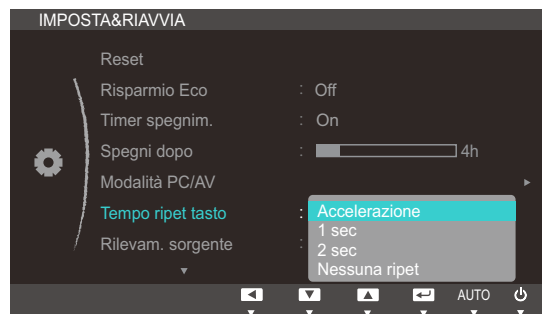 IMPOSTA&RIAVVIA
Reset
Risparmio Eco : Off
Timer spegnim. : On
Spegni dopo : 4h
Modalità PC/AV
Tempo ripet tasto : Accelerazione
1 sec
Rilevam. sorgente :
2 sec
Nessuna ripet
AUTO